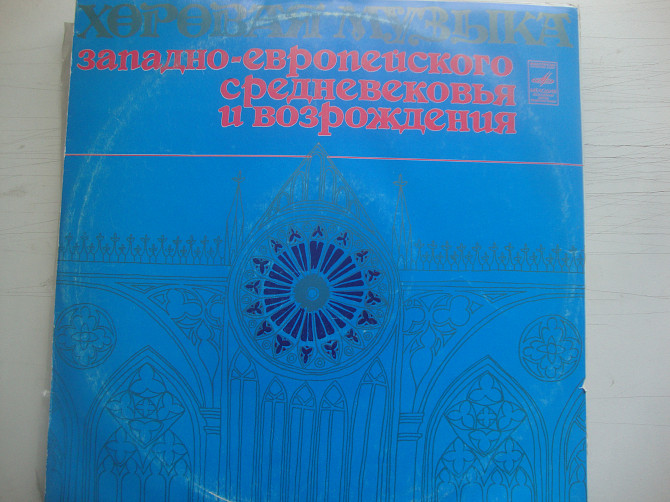 ХОРОВАЯ МУЗЫКА
западно-европейского
средневековья
и возрождения